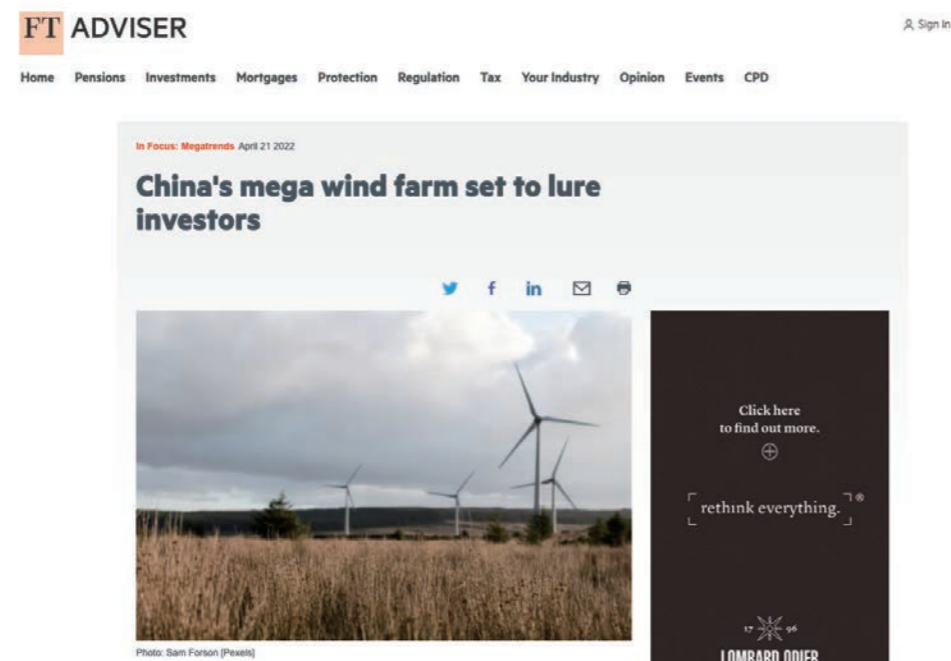 FT ADVISER
Sign In
Home Pensions Investments Mortgages Protection Regulation Tax Your Industry Opinion Events CPD
In Focus: Megatrends April 21 2022
China's mega wind farm set to lure
investors
Click here
to find out more.
rethink everything.®
17 96
LOMBARD ODIER
Photo: Sam Forson [Pexels]